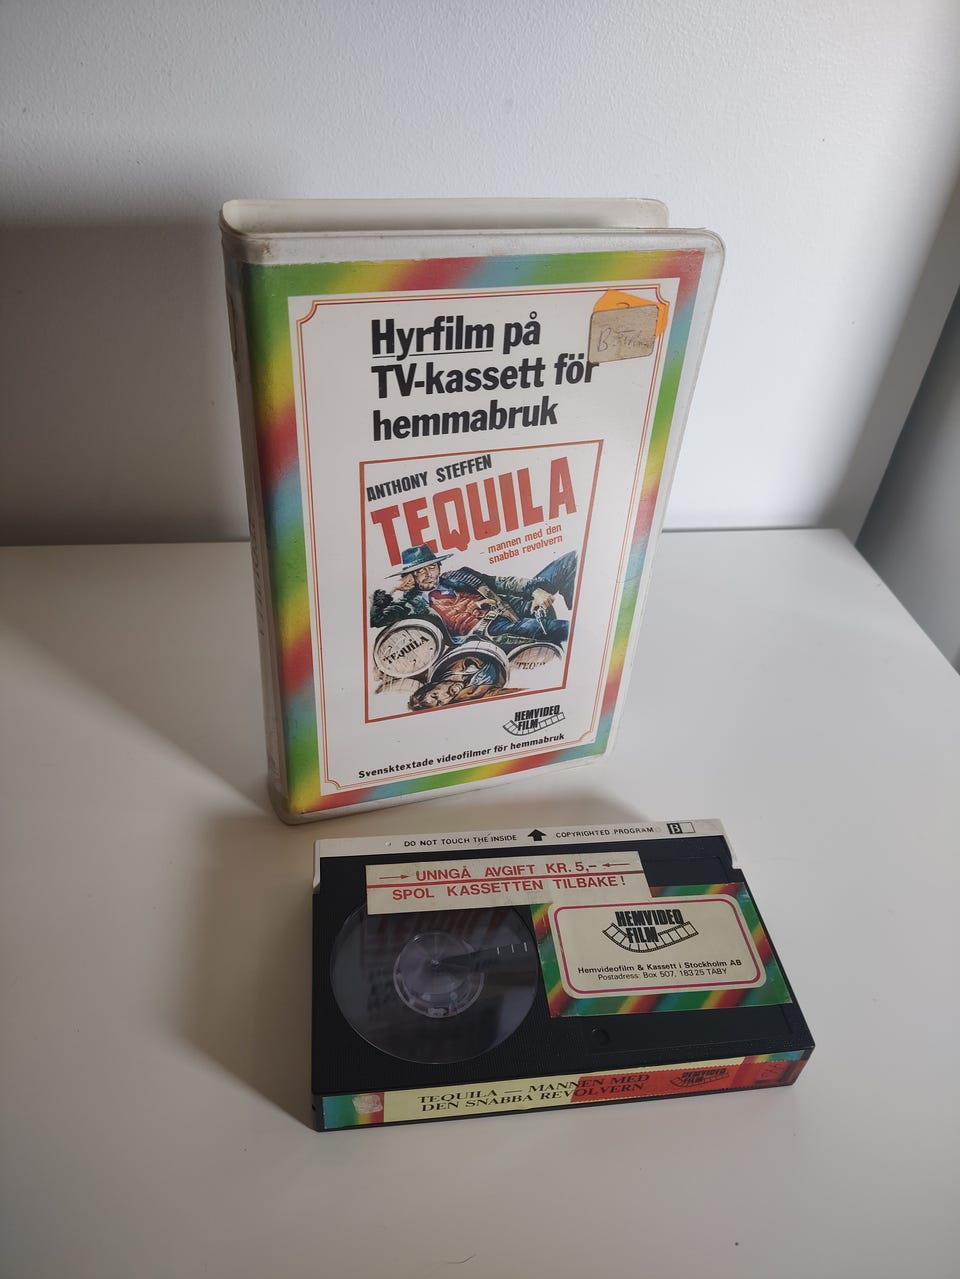 Hyrfilm på
TV-kassett för
hemmabruk
ANTHONY STEFFEN
TEQUILA
- mannen med den
snabba revolvern
TEQUILA
HEMVIDEO
FILM
Svensktextade videofilmer för hemmabruk
DO NOT TOUCH THE INSIDE
COPYRIGHTED PROGRAM
UNNGÅ AVGIFT KR. 5,-
SPOL KASSETTEN TILBAKE!
HEMVIDEO
FILM
Hemvideofilm & Kassett i Stockholm AB
Postadress: Box 507, 183 25 TÄBY
TEQUILA — MANNEN MED
DEN SNABBA REVOLVERN
HEMVIDEO
FILM